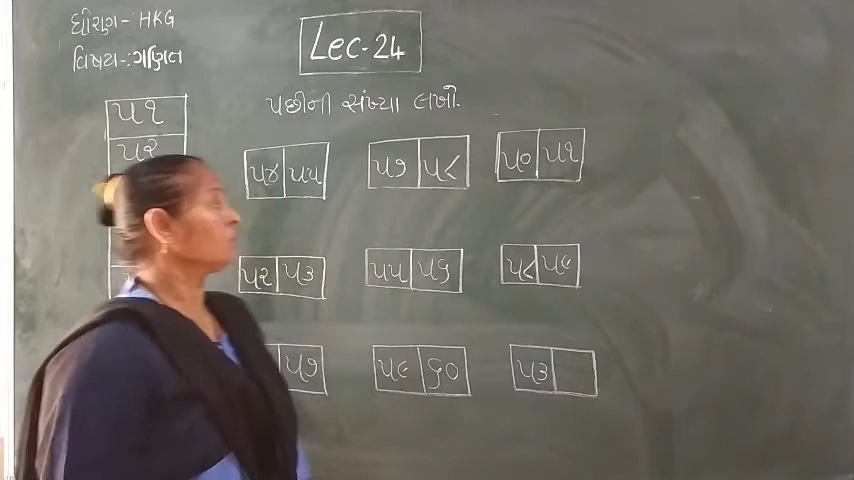 ધોરણ-: HKG
વિષય-: ગણિત
Lec-24
પછીની સંખ્યા લખો.
૫૧
૫૨
૫૪ ૫૫
૫૭ ૫૮
૫૦ ૫૧
૫૨ ૫૩
૫૫ ૫૬
૫૮ ૫૯
૫૭
૫૯ ૬૦
૫૩